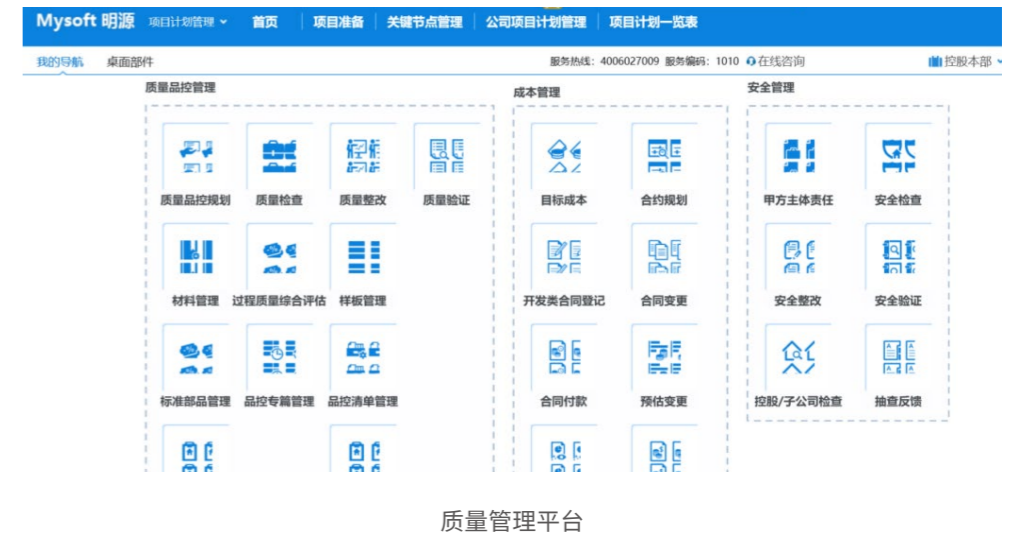 Mysoft 明源 项目计划管理 首页 项目准备 关键节点管理 公司项目计划管理 项目计划一览表
我的导航 桌面部件 服务热线：4006027009 服务编码：1010 在线咨询 控股本部
质量品控管理 成本管理 安全管理
质量品控规划 质量检查 质量整改 质量验证 目标成本 合约规划 甲方主体责任 安全检查
材料管理 过程质量综合评估 样板管理 开发类合同登记 合同变更 安全整改 安全验证
标准部品管理 品控专篇管理 品控清单管理 合同付款 预估变更 控股/子公司检查 抽查反馈
质量管理平台